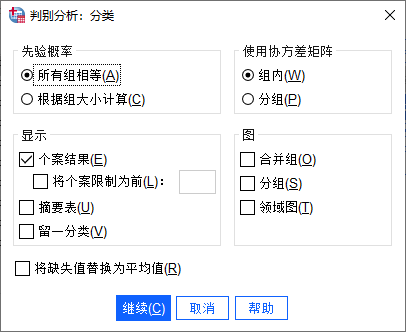 判别分析：分类
先验概率
所有组相等(A)
根据组大小计算(C)
使用协方差矩阵
组内(W)
分组(P)
显示
个案结果(E)
将个案限制为前(L)：
摘要表(U)
留一分类(V)
图
合并组(O)
分组(S)
领域图(T)
将缺失值替换为平均值(R)
继续(C)
取消
帮助